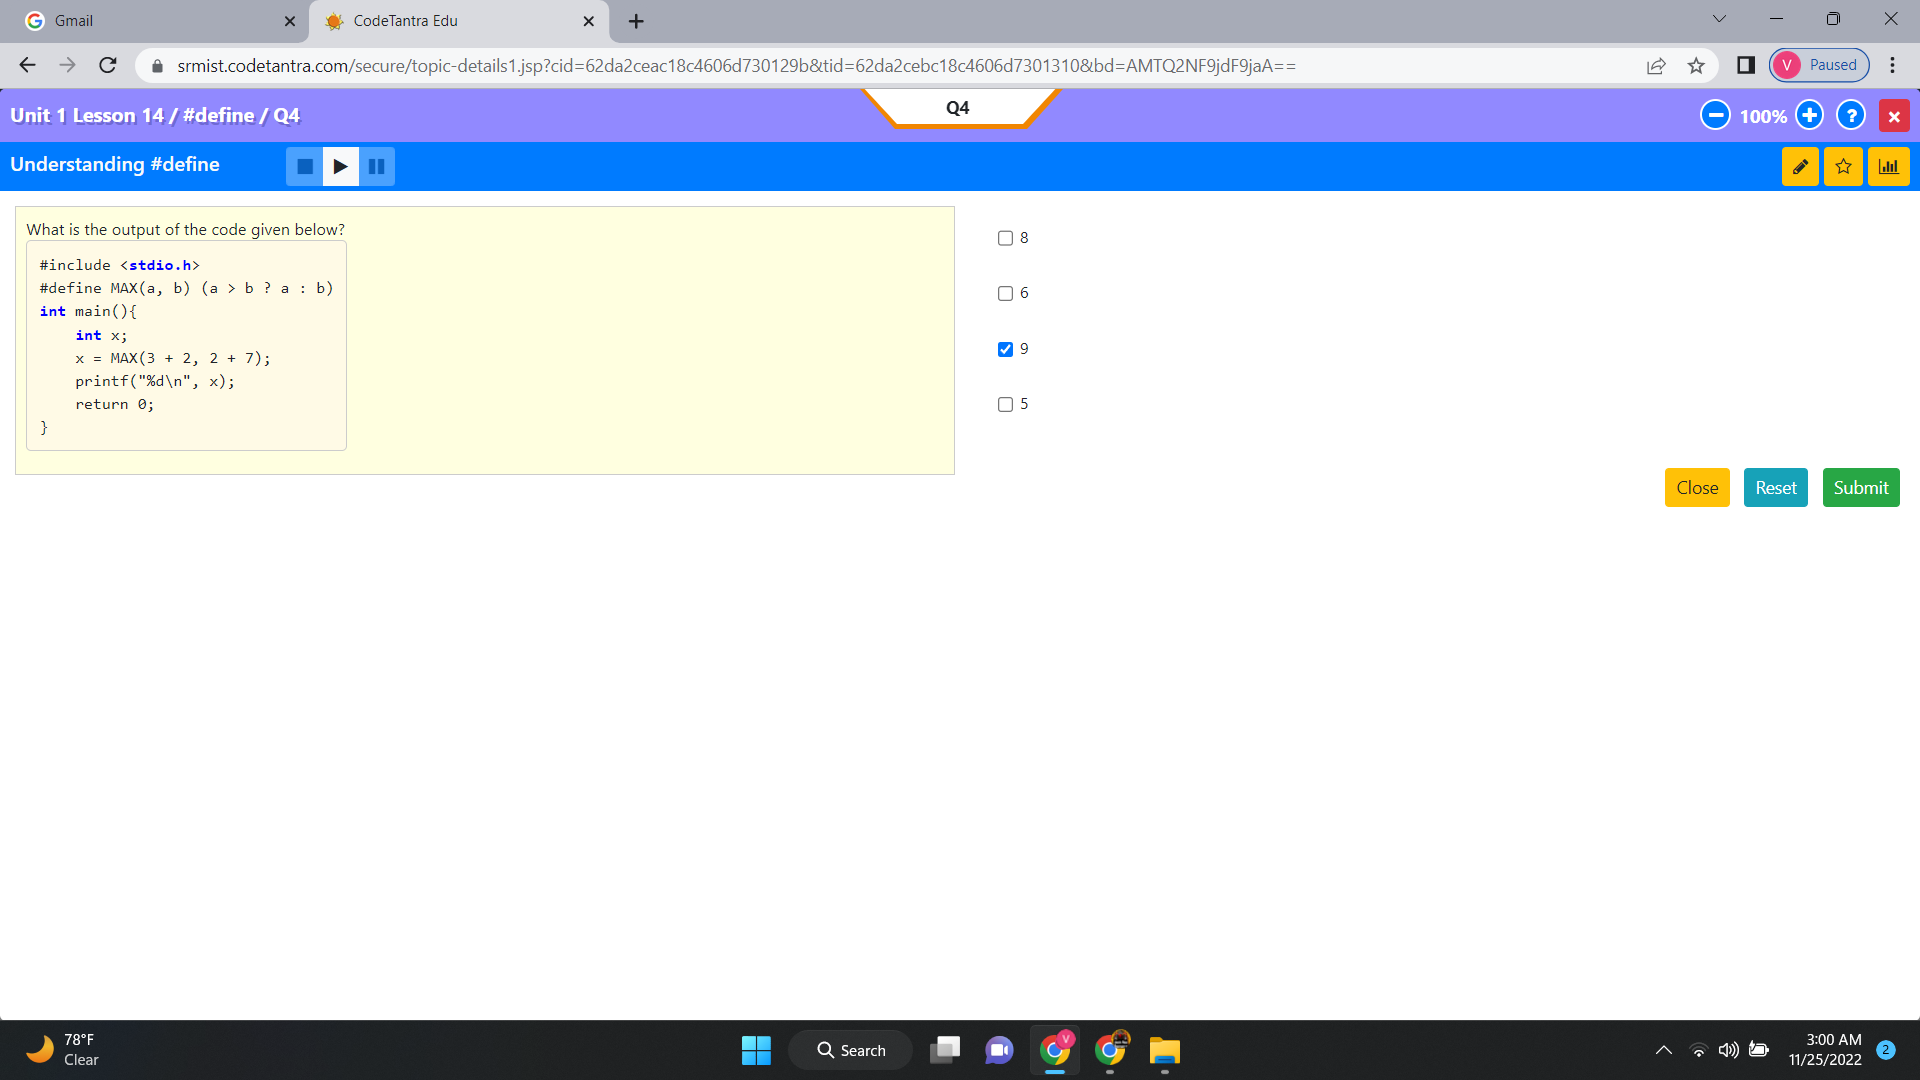 Gmail
CodeTantra Edu
srmist.codetantra.com/secure/topic-details1.jsp?cid=62da2ceac18c4606d730129b&tid=62da2cebc18c4606d7301310&bd=AMTQ2NF9jdF9jaA==
V Paused
Unit 1 Lesson 14 / #define / Q4
Q4
100%
?
Understanding #define
What is the output of the code given below?
#include <stdio.h>
#define MAX(a, b) (a > b ? a : b)
int main(){
    int x;
    x = MAX(3 + 2, 2 + 7);
    printf("%d\n", x);
    return 0;
}
8
6
9
5
Close Reset Submit
78°F
Clear
Search
V
3:00 AM
11/25/2022
2